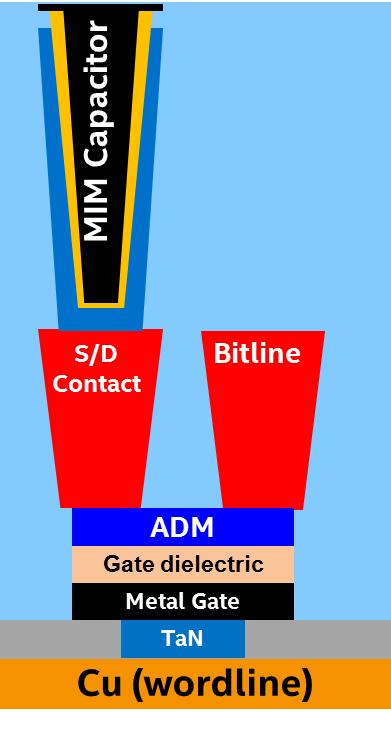 MIM Capacitor
S/D
Contact
Bitline
ADM
Gate dielectric
Metal Gate
TaN
Cu (wordline)